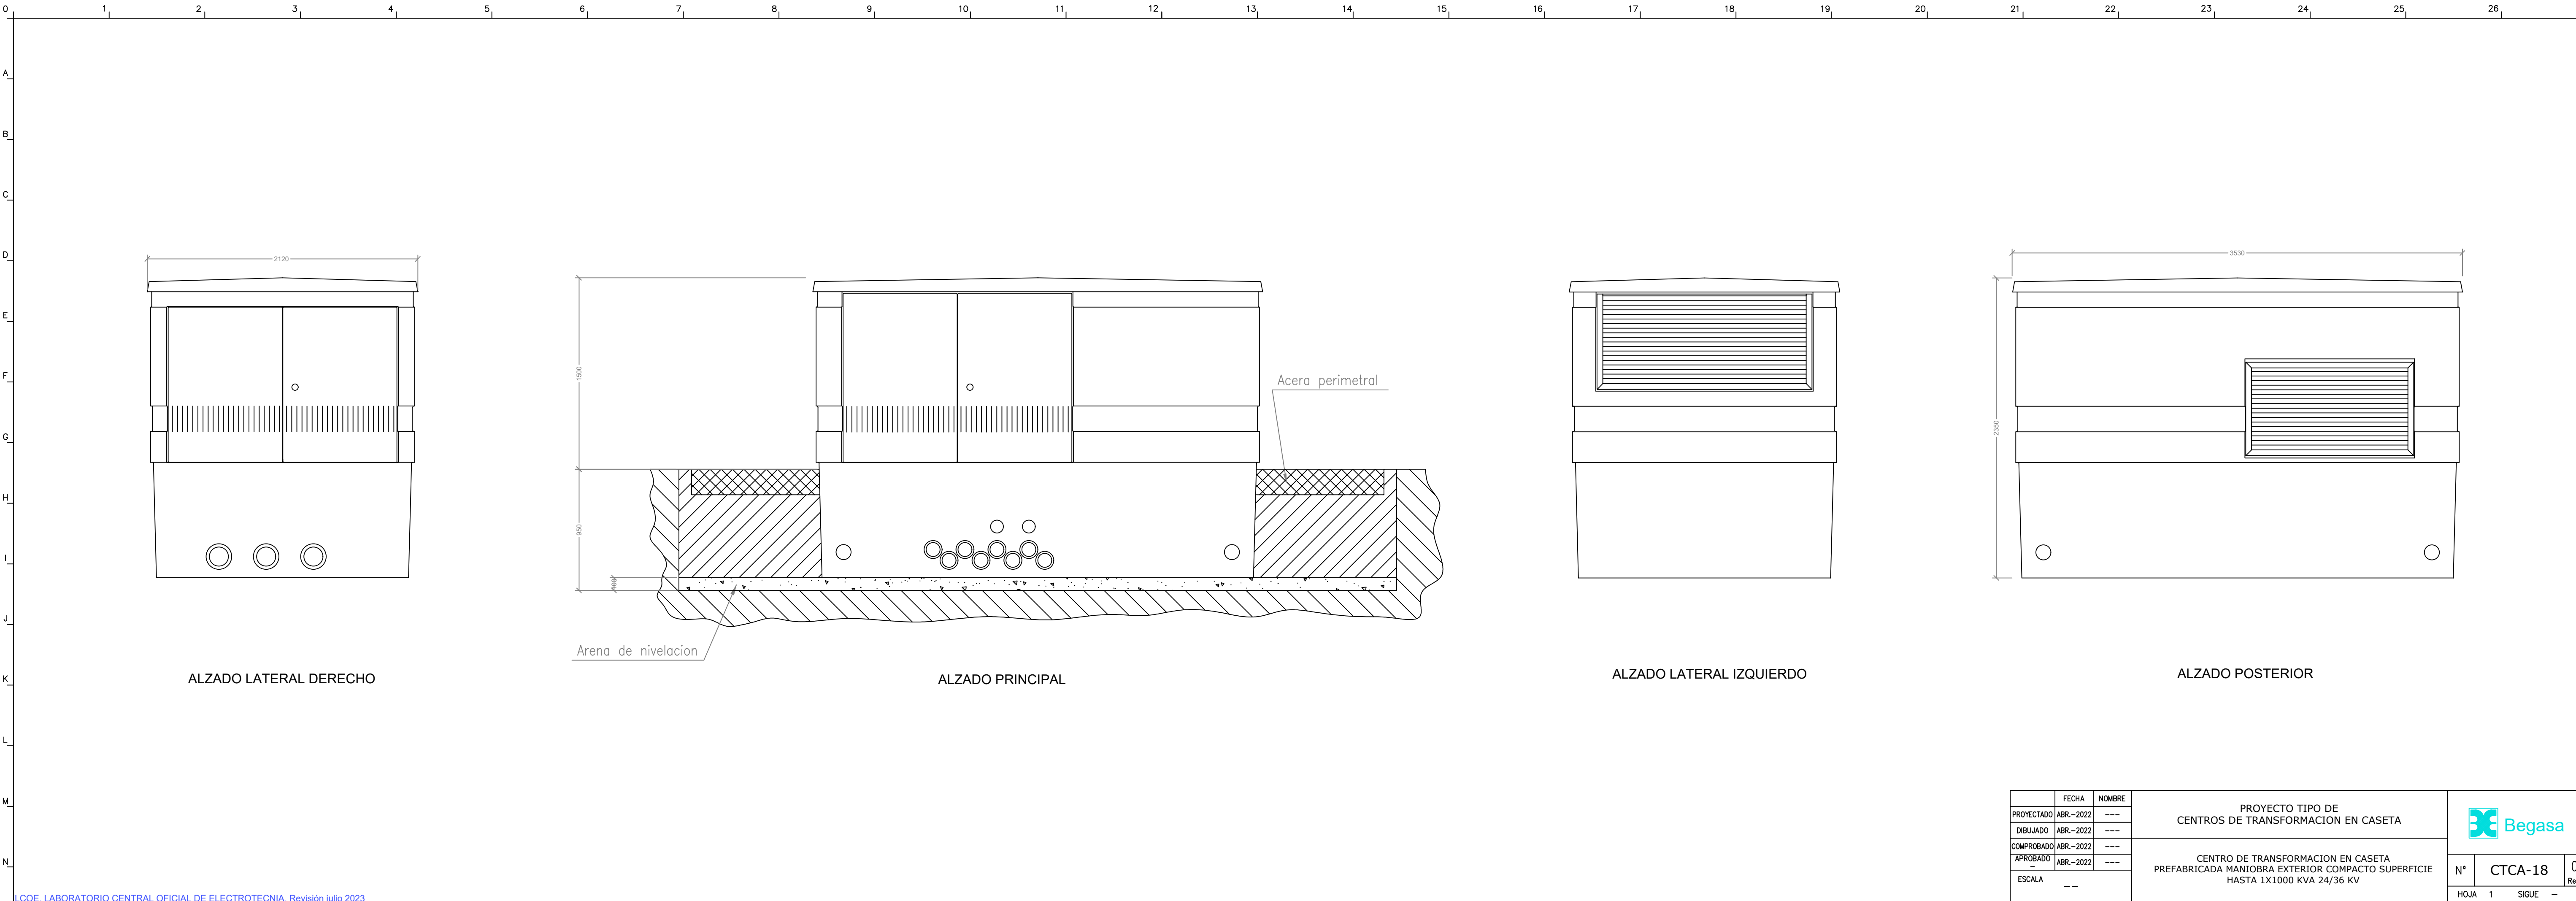 0 1 2 3 4 5 6 7 8 9 10 11 12 13 14 15 16 17 18 19 20 21 22 23 24 25 26
A
B
C
D
E
F
G
H
I
J
K
L
M
N
2120
3530
1500
950
100
2350
Acera perimetral
Arena de nivelacion
ALZADO LATERAL DERECHO
ALZADO PRINCIPAL
ALZADO LATERAL IZQUIERDO
ALZADO POSTERIOR
FECHA NOMBRE
PROYECTADO ABR.-2022 ---
DIBUJADO ABR.-2022 ---
COMPROBADO ABR.-2022 ---
APROBADO ABR.-2022 ---
ESCALA --
PROYECTO TIPO DE
CENTROS DE TRANSFORMACION EN CASETA
CENTRO DE TRANSFORMACION EN CASETA
PREFABRICADA MANIOBRA EXTERIOR COMPACTO SUPERFICIE
HASTA 1X1000 KVA 24/36 KV
Begasa
Nº CTCA-18
HOJA 1 SIGUE -
LCOE. LABORATORIO CENTRAL OFICIAL DE ELECTROTECNIA. Revisión julio 2023